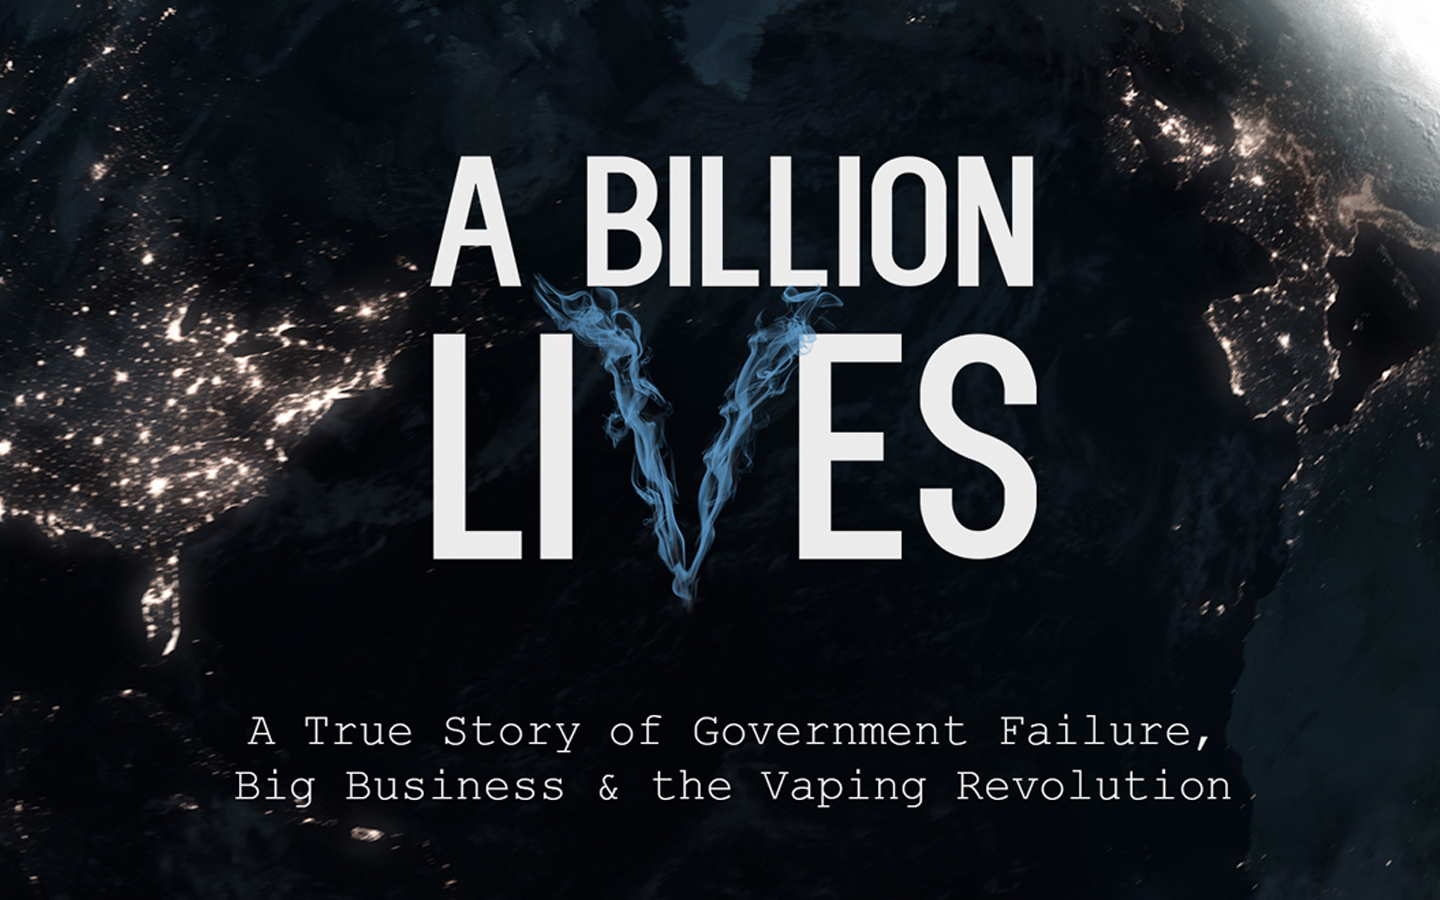 A BILLION
LIVES
A True Story of Government Failure,
Big Business & the Vaping Revolution